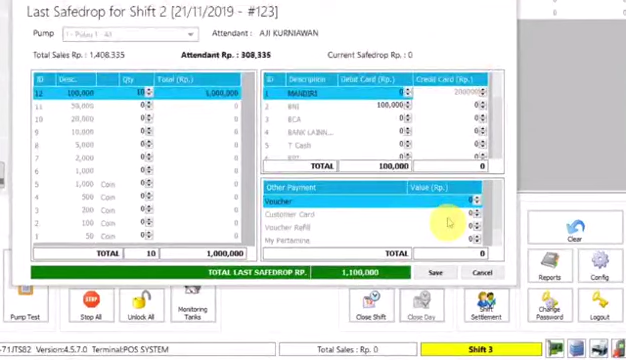 Last Safedrop for Shift 2 [21/11/2019 - #123]
Pump Attendant : AJI KURNIAWAN
Total Sales Rp. : 1,408,335 Attendant Rp. : 308,335 Current Safedrop Rp. : 0
ID Desc. Qty Total (Rp.)
12 100,000 10 1,000,000
11 50,000 0 0
10 20,000 0 0
9 10,000 0 0
8 5,000 0 0
7 2,000 0 0
6 1,000 0 0
5 1,000 Coin 0 0
4 500 Coin 0 0
3 200 Coin 0 0
2 100 Coin 0 0
1 50 Coin 0 0
TOTAL 10 1,000,000
ID Description Debit Card (Rp.) Credit Card (Rp.)
1 MANDIRI 0
2 BNI 100,000 0
3 BCA 0 0
4 BANK LAINN... 0 0
5 T Cash 0 0
TOTAL 100,000 0
Other Payment Value (Rp.)
Voucher 0
Customer Card 0
Voucher Refill 0
My Pertamina 0
TOTAL 0
TOTAL LAST SAFEDROP RP. 1,100,000
Save Cancel
Clear
Reports Config
Pump Test Stop All Unlock All Monitoring Tanks Close Shift Close Day Shift Settlement Change Password Logout
-71JTS82 Version:4.5.7.0 Terminal:POS SYSTEM Total Sales Rp.: 0 Shift 3